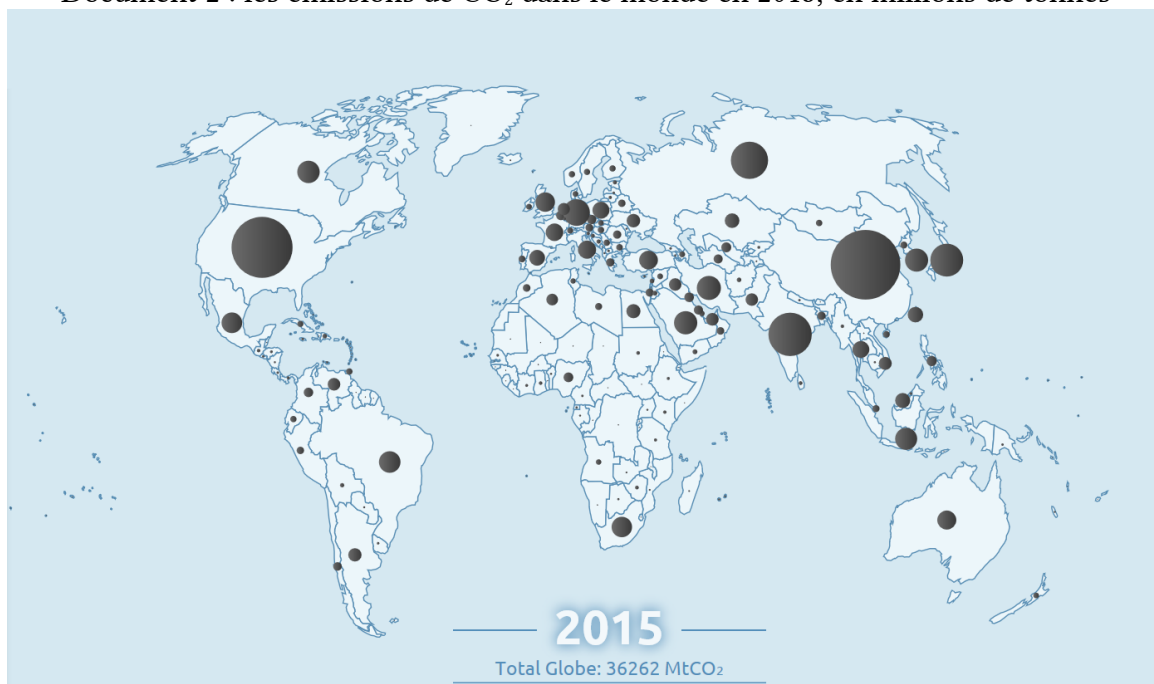 Document 2 : les émissions de CO₂ dans le monde en en millions de tonnes
2015
Total Globe: 36262 MtCO₂